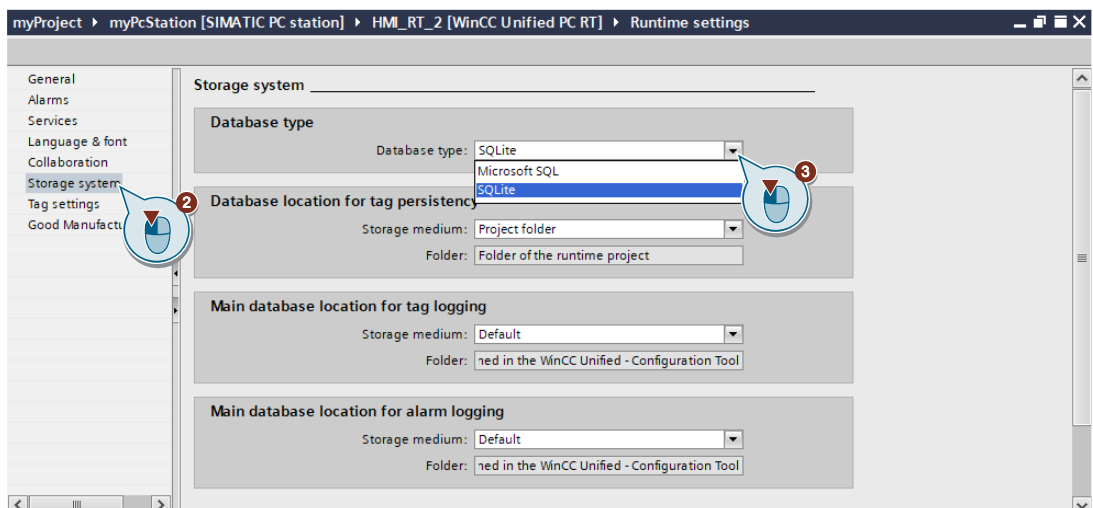 myProject ▸ myPcStation [SIMATIC PC station] ▸ HMI_RT_2 [WinCC Unified PC RT] ▸ Runtime settings
General
Alarms
Services
Language & font
Collaboration
Storage system
Tag settings
Good Manufactu
2
Storage system
Database type
Database type: SQLite
Microsoft SQL
SQLite
3
Database location for tag persistency
Storage medium: Project folder
Folder: Folder of the runtime project
Main database location for tag logging
Storage medium: Default
Folder: ned in the WinCC Unified - Configuration Tool
Main database location for alarm logging
Storage medium: Default
Folder: ned in the WinCC Unified - Configuration Tool